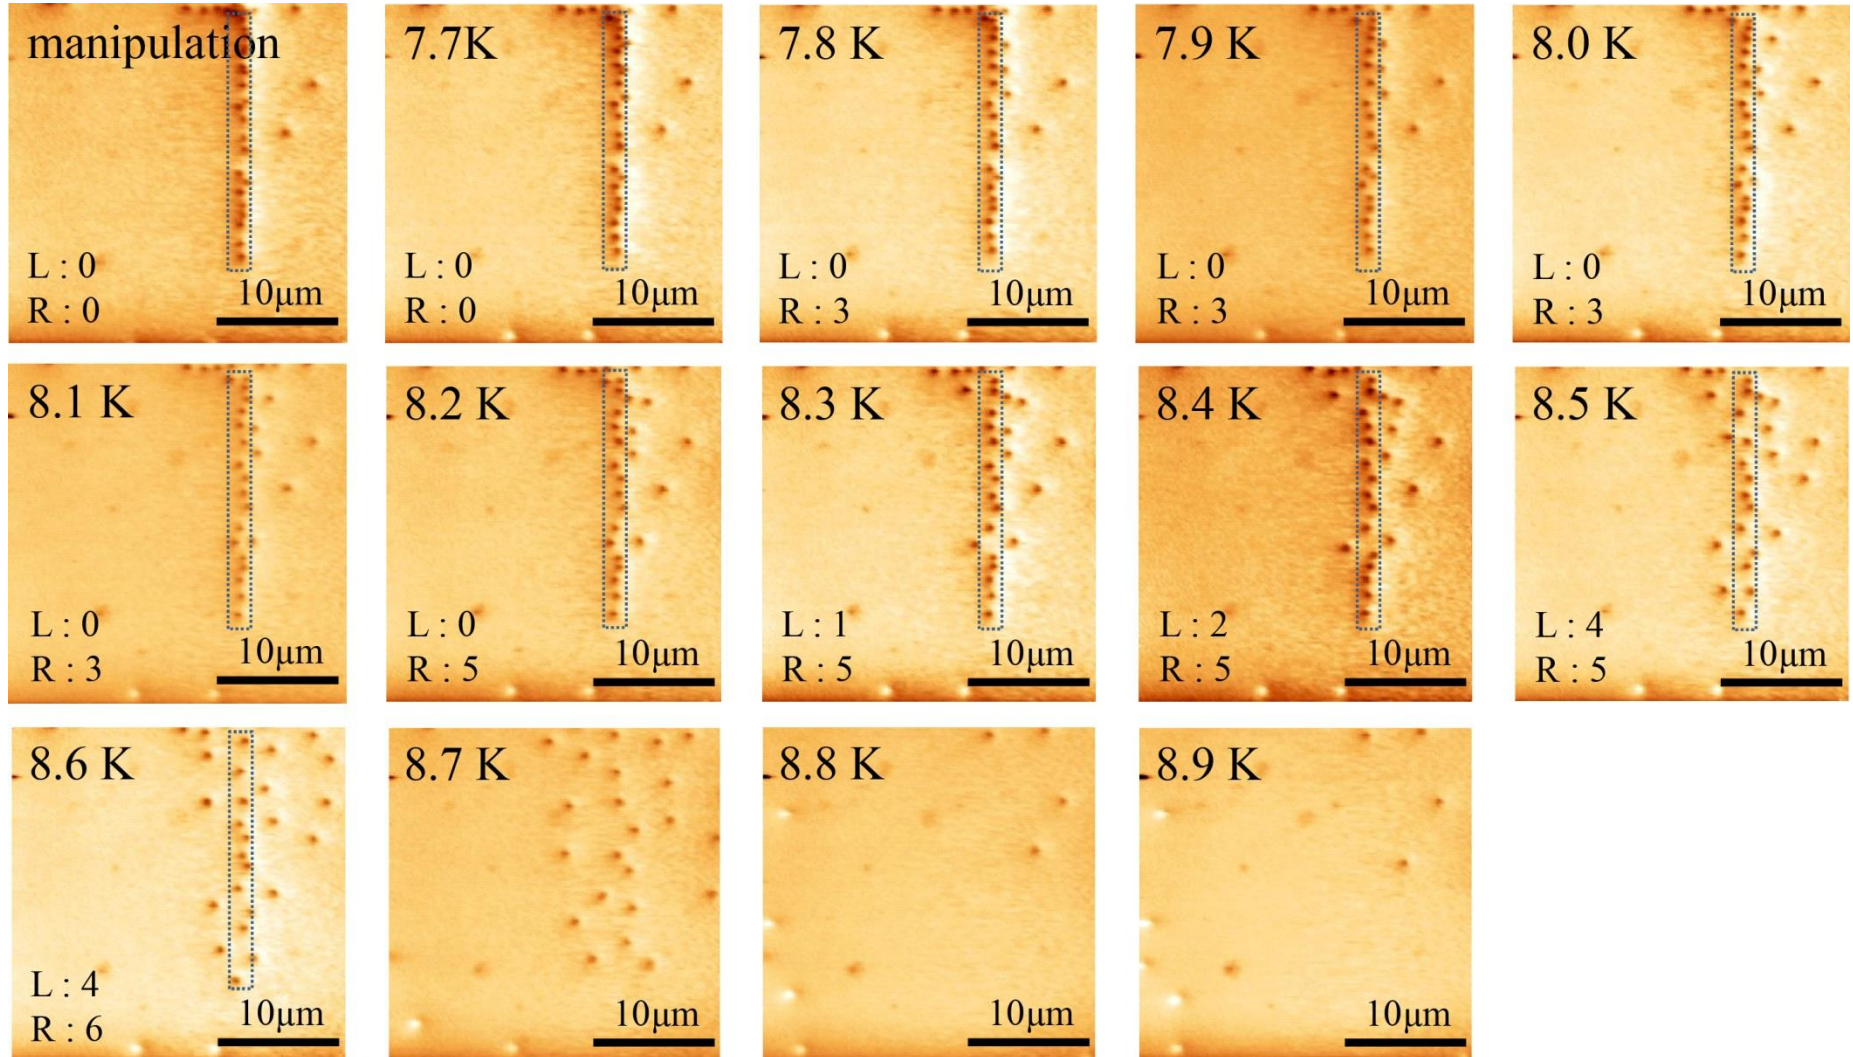 manipulation
L : 0
R : 0
10μm
7.7K
L : 0
R : 0
10μm
7.8 K
L : 0
R : 3
10μm
7.9 K
L : 0
R : 3
10μm
8.0 K
L : 0
R : 3
10μm
8.1 K
L : 0
R : 3
10μm
8.2 K
L : 0
R : 5
10μm
8.3 K
L : 1
R : 5
10μm
8.4 K
L : 2
R : 5
10μm
8.5 K
L : 4
R : 5
10μm
8.6 K
L : 4
R : 6
10μm
8.7 K
10μm
8.8 K
10μm
8.9 K
10μm